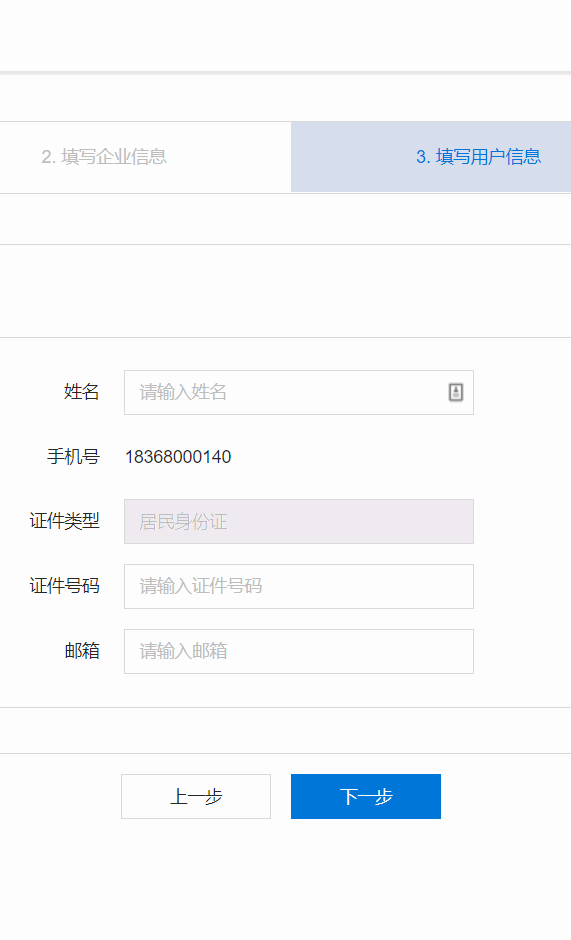 2. 填写企业信息
3. 填写用户信息
姓名 请输入姓名
手机号 18368000140
证件类型 居民身份证
证件号码 请输入证件号码
邮箱 请输入邮箱
上一步 下一步